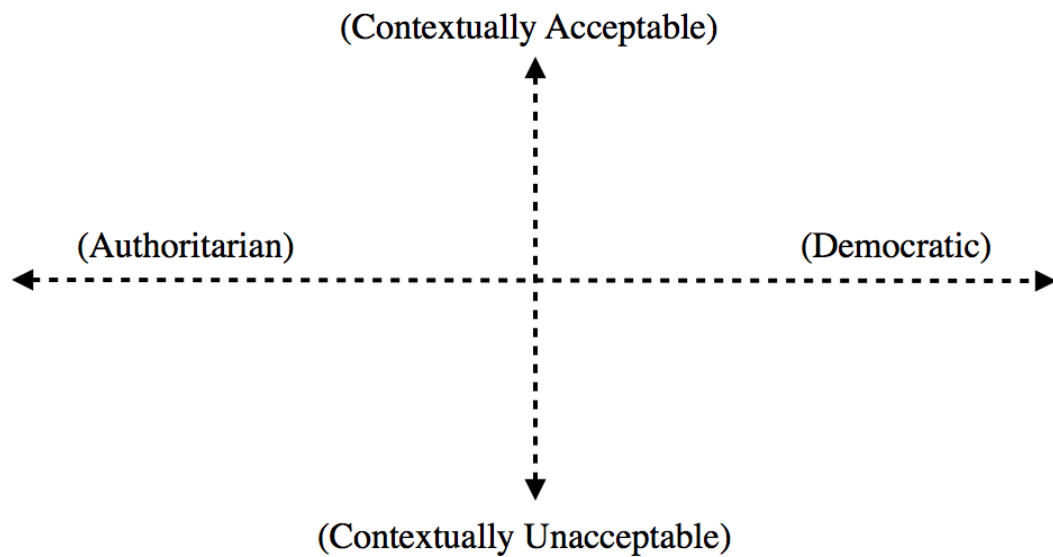 (Contextually Acceptable)
(Authoritarian)
(Democratic)
(Contextually Unacceptable)